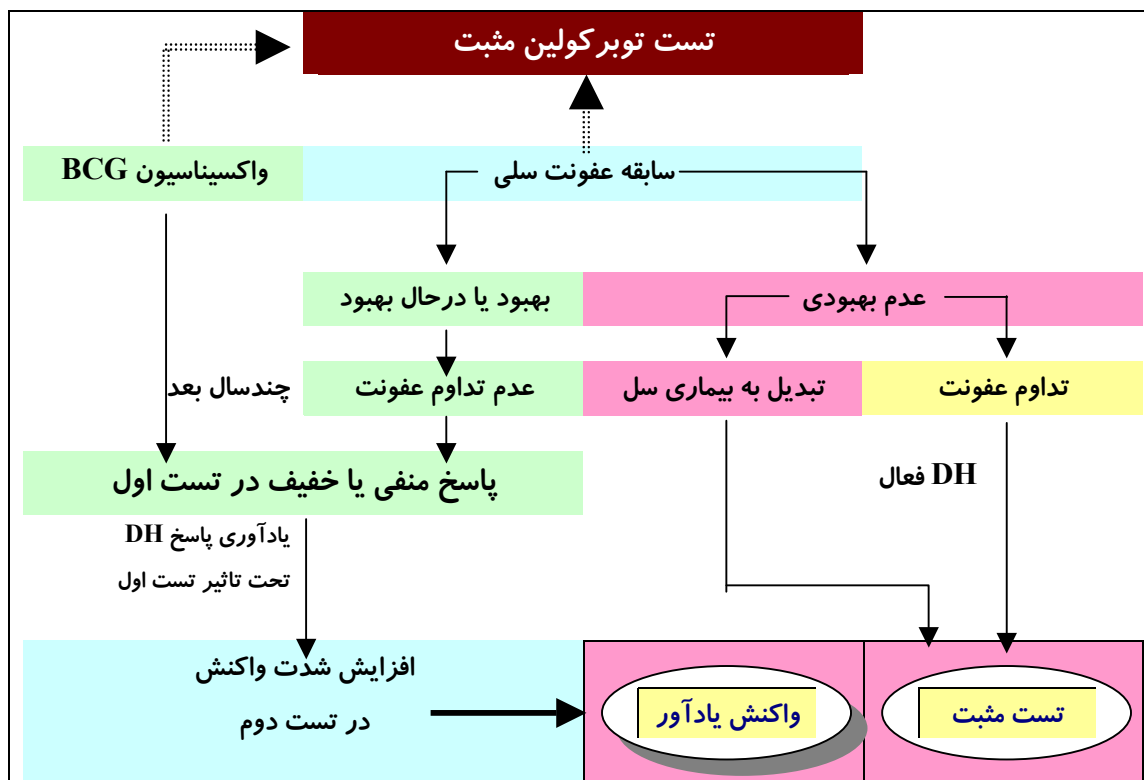 تست توبرکولین مثبت
سابقه عفونت سلی
واکسیناسیون BCG
عدم بهبودی
بهبود یا درحال بهبود
تداوم عفونت
تبدیل به بیماری سل
عدم تداوم عفونت
چندسال بعد
پاسخ منفی یا خفیف در تست اول
DH فعال
یادآوری پاسخ DH
تحت تاثیر تست اول
افزایش شدت واکنش
در تست دوم
تست مثبت
واکنش یادآور